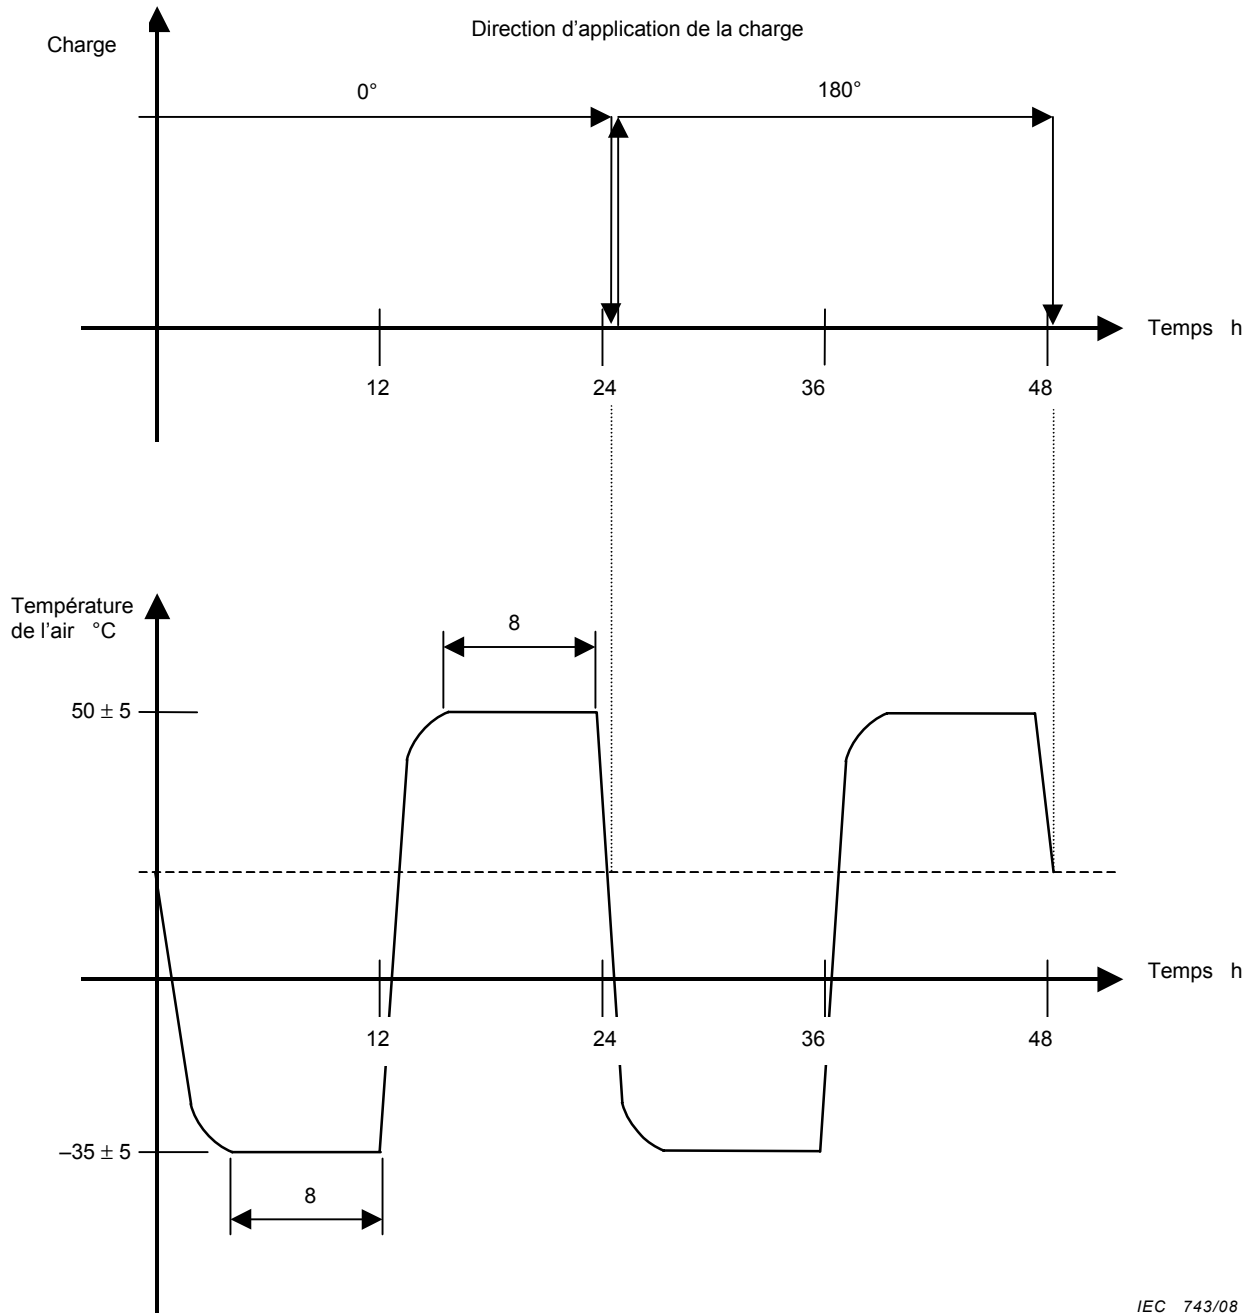 Direction d'application de la charge
Charge
0°
180°
Temps h
12
24
36
48
Température
de l'air °C
8
50 ± 5
Temps h
12
24
36
48
–35 ± 5
8
IEC 743/08